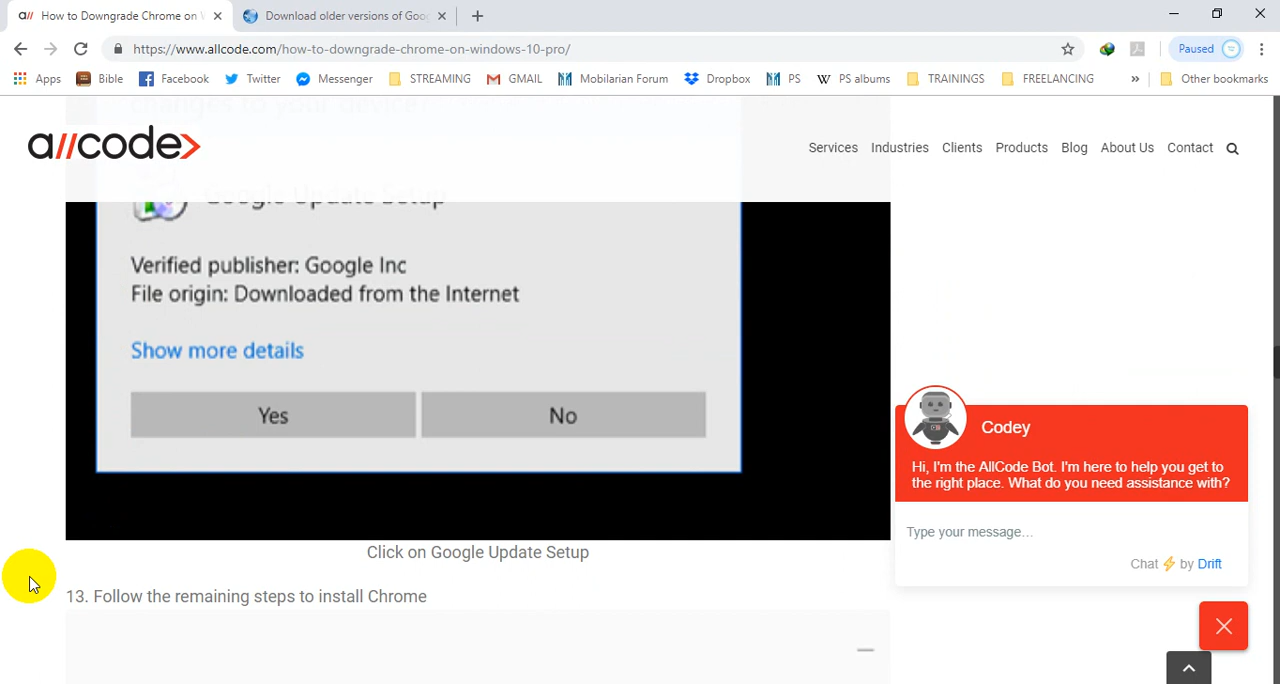 a// How to Downgrade Chrome on W
Download older versions of Goog
https://www.allcode.com/how-to-downgrade-chrome-on-windows-10-pro/
Paused
Apps Bible Facebook Twitter Messenger STREAMING GMAIL Mobilarian Forum Dropbox PS PS albums TRAININGS FREELANCING » Other bookmarks
changes to your device?
a//code>
Services Industries Clients Products Blog About Us Contact
Google Update Setup
Verified publisher: Google Inc
File origin: Downloaded from the Internet
Show more details
Yes No
Click on Google Update Setup
13. Follow the remaining steps to install Chrome
Codey
Hi, I'm the AllCode Bot. I'm here to help you get to
the right place. What do you need assistance with?
Type your message...
Chat ⚡ by Drift